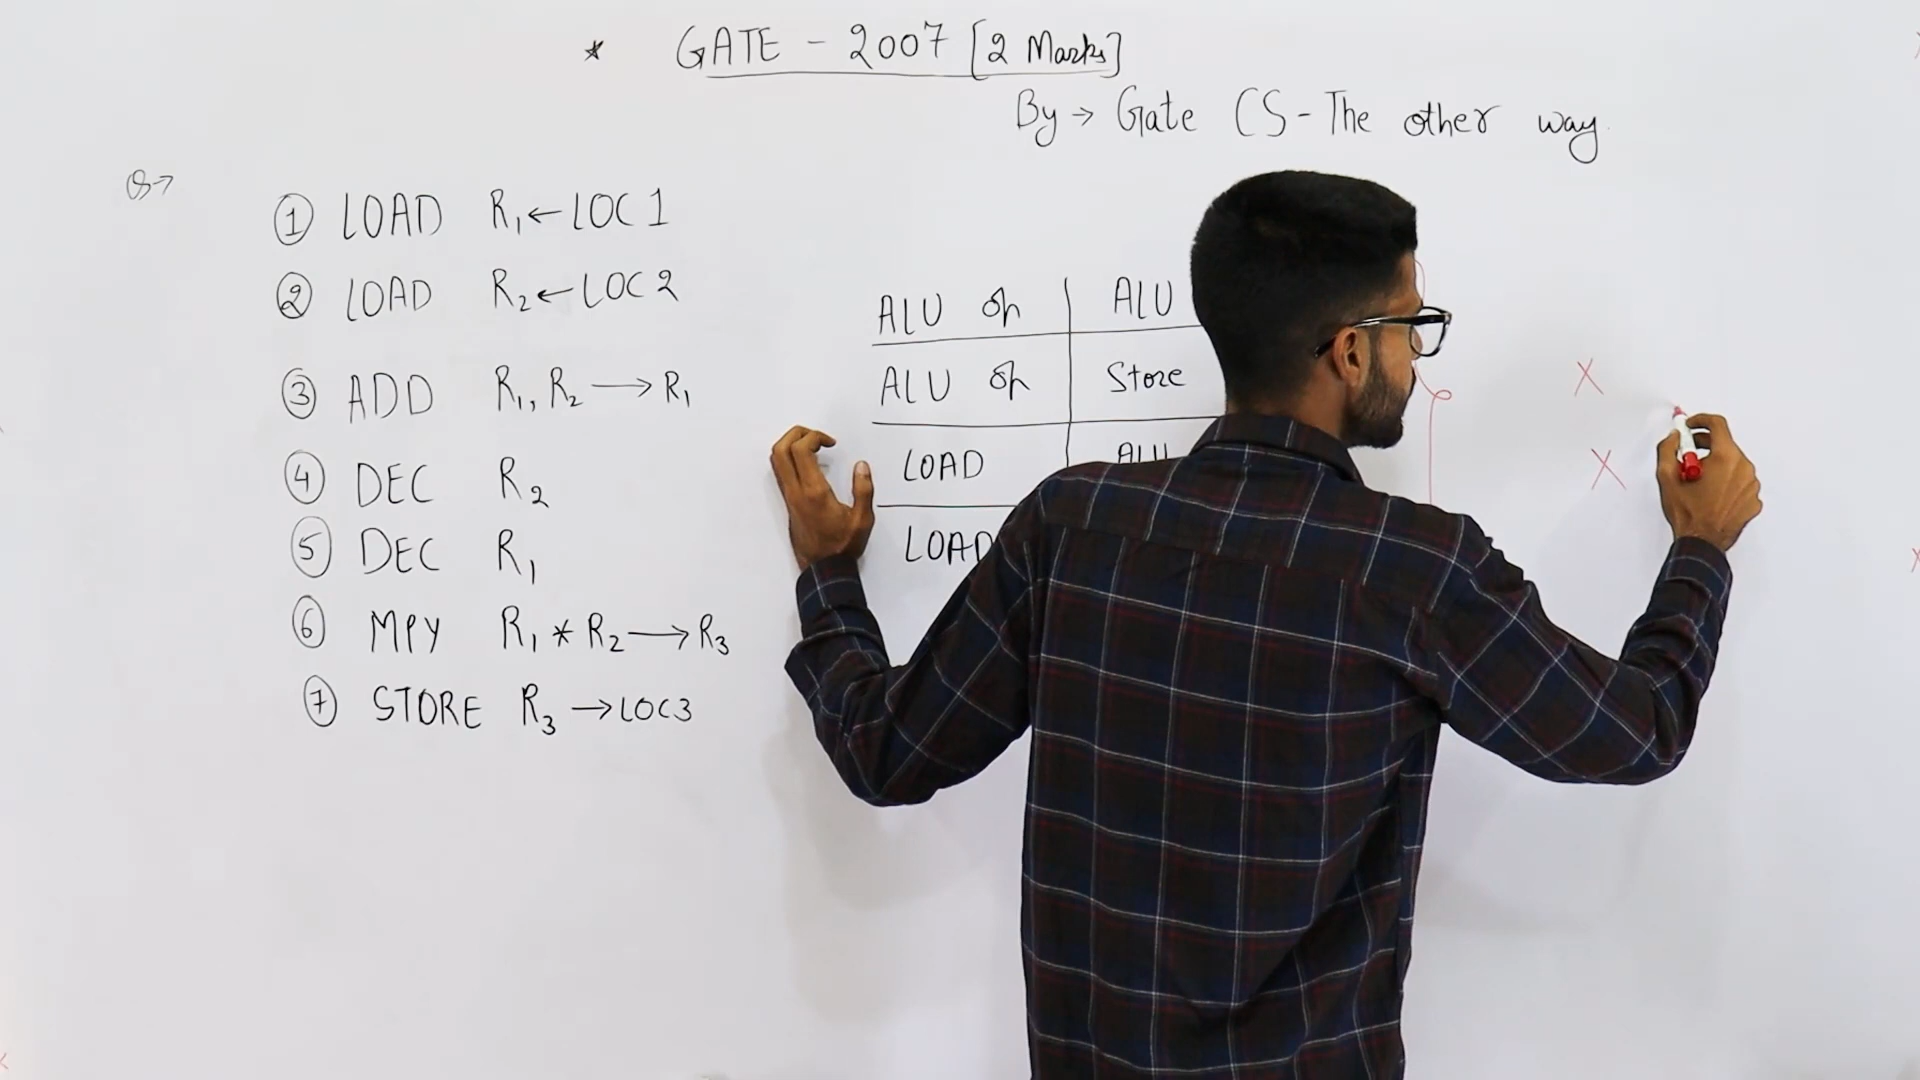 * GATE - 2007 [2 Marks]
By → Gate CS - The other way
Q→
① LOAD R₁ ← LOC 1
② LOAD R₂ ← LOC 2
③ ADD R₁, R₂ → R₁
④ DEC R₂
⑤ DEC R₁
⑥ MPY R₁ * R₂ → R₃
⑦ STORE R₃ → LOC3
ALU op | ALU
ALU op | Store
LOAD | ALU
LOAD
X
X